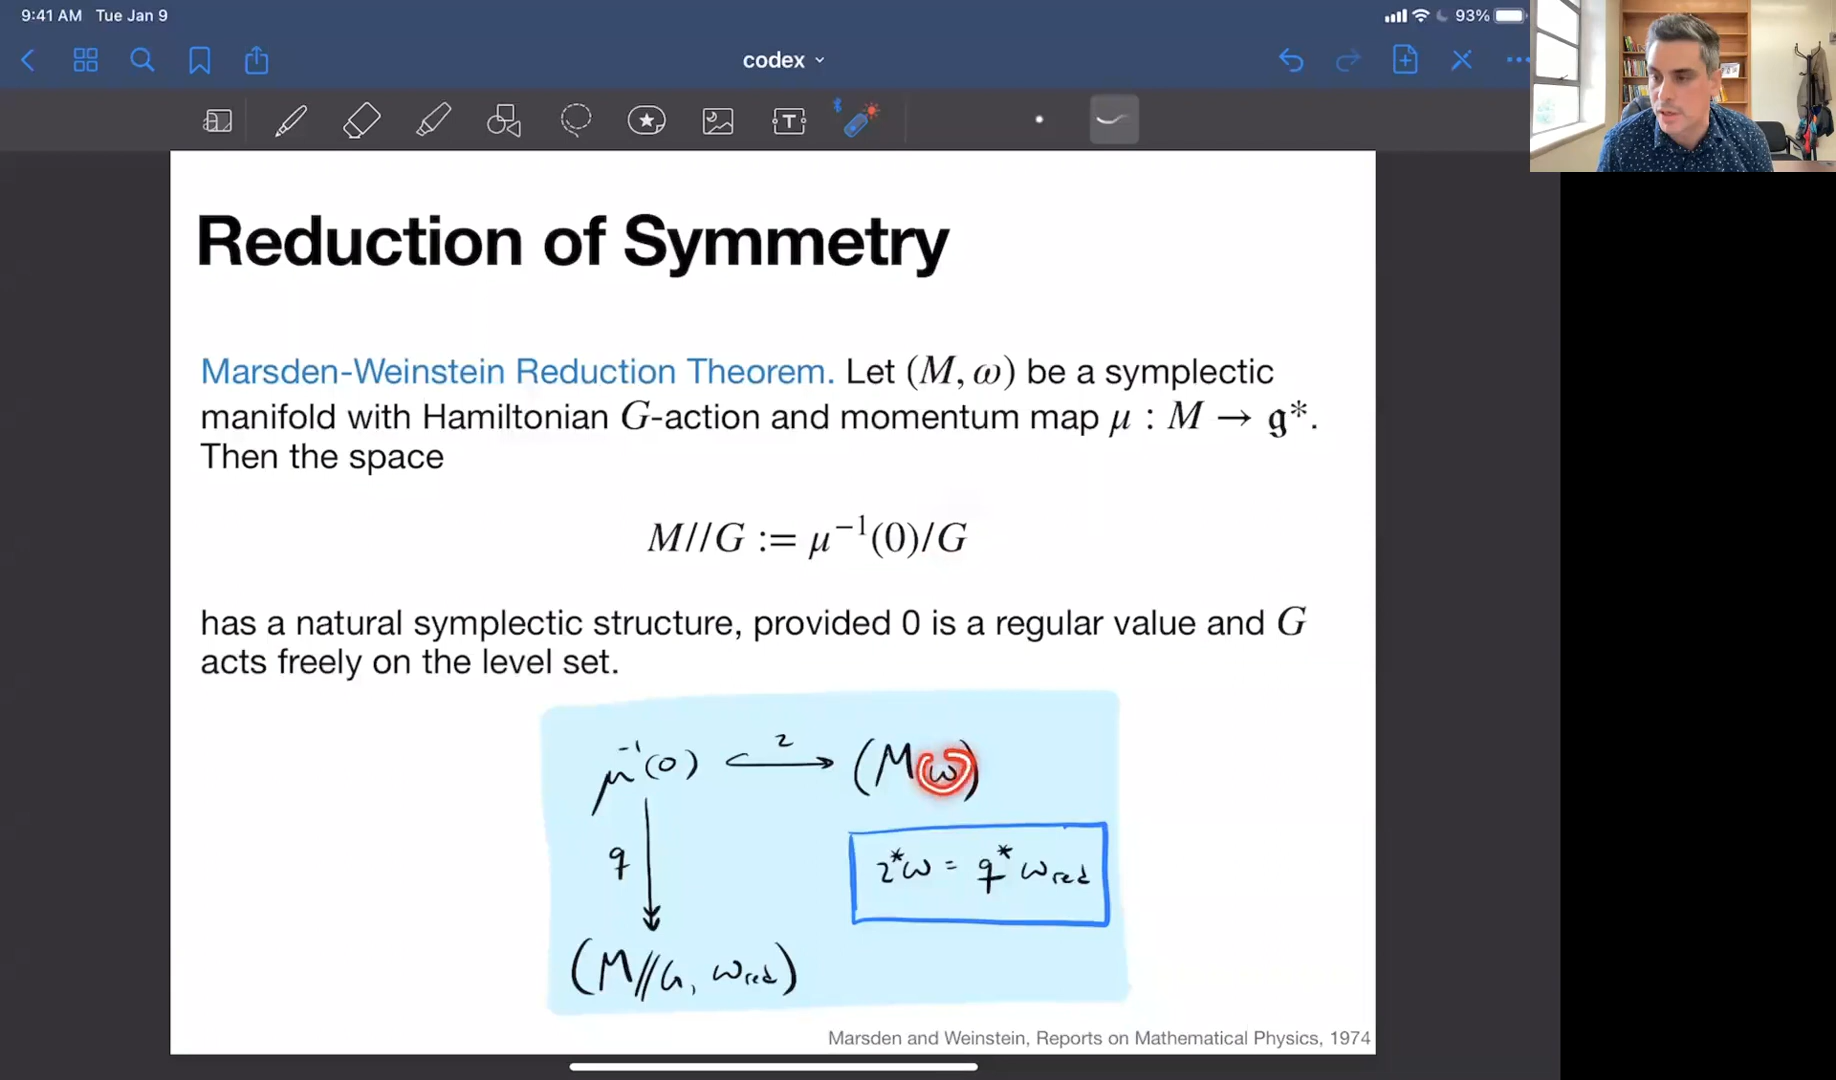 9:41 AM Tue Jan 9
93%
codex
T
Reduction of Symmetry
Marsden-Weinstein Reduction Theorem. Let (M, ω) be a symplectic
manifold with Hamiltonian G-action and momentum map μ : M → 𝔤*.
Then the space
M//G := μ⁻¹(0)/G
has a natural symplectic structure, provided 0 is a regular value and G
acts freely on the level set.
μ⁻¹(0) ↪ (M ω)
ι
ι*ω = q* ω_red
q
(M//G, ω_red)
Marsden and Weinstein, Reports on Mathematical Physics, 1974